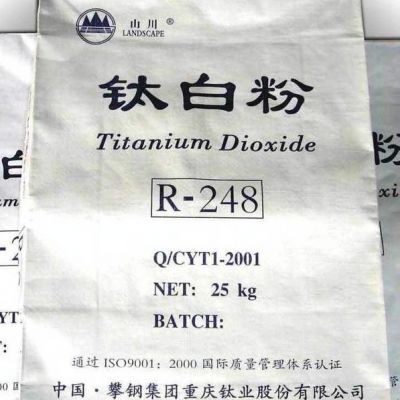 山川®
LANDSCAPE
钛白粉
Titanium Dioxide
R-248
Q/CYT1-2001
NET: 25 kg
BATCH:
通过 ISO9001: 2000 国际质量管理体系认证
中国·攀钢集团重庆钛业股份有限公司